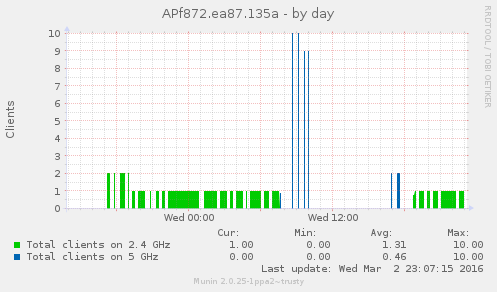 APf872.ea87.135a - by day
RRDTOOL / TOBI OETIKER
Clients
10
9
8
7
6
5
4
3
2
1
0
Wed 00:00 Wed 12:00
Cur: Min: Avg: Max:
Total clients on 2.4 GHz 1.00 0.00 1.31 10.00
Total clients on 5 GHz 0.00 0.00 0.46 10.00
Last update: Wed Mar 2 23:07:15 2016
Munin 2.0.25-1ppa2~trusty